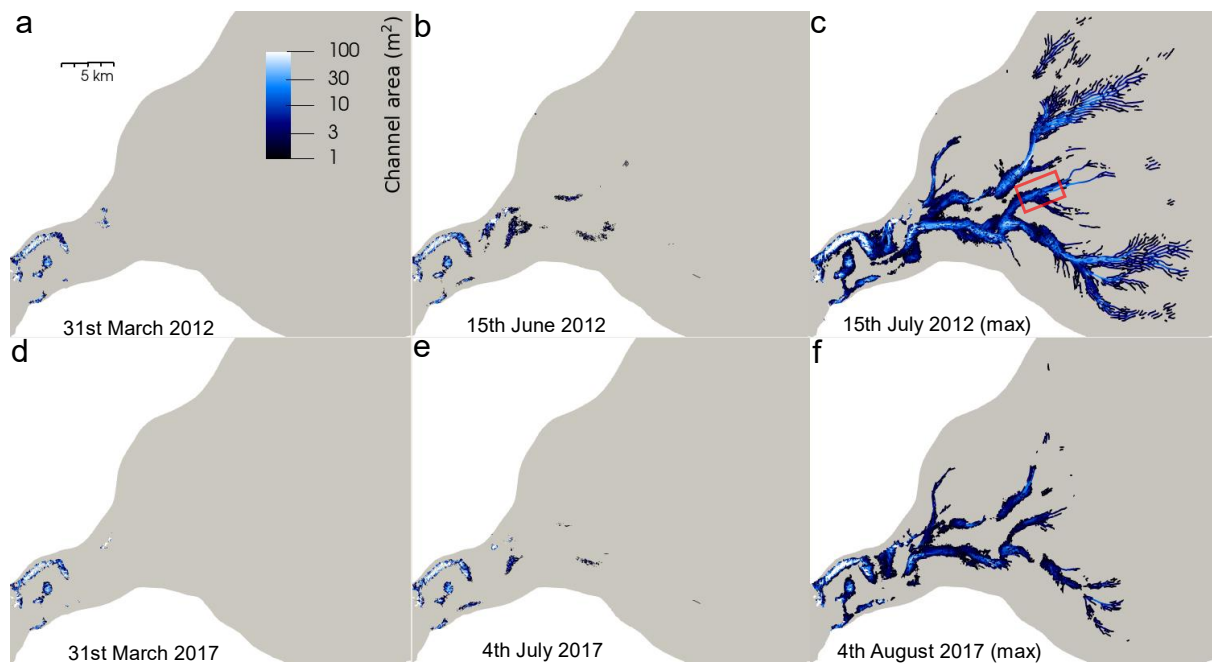 a
b
c
5 km
100
30
10
3
1
Channel area (m²)
31st March 2012
15th June 2012
15th July 2012 (max)
d
e
f
31st March 2017
4th July 2017
4th August 2017 (max)